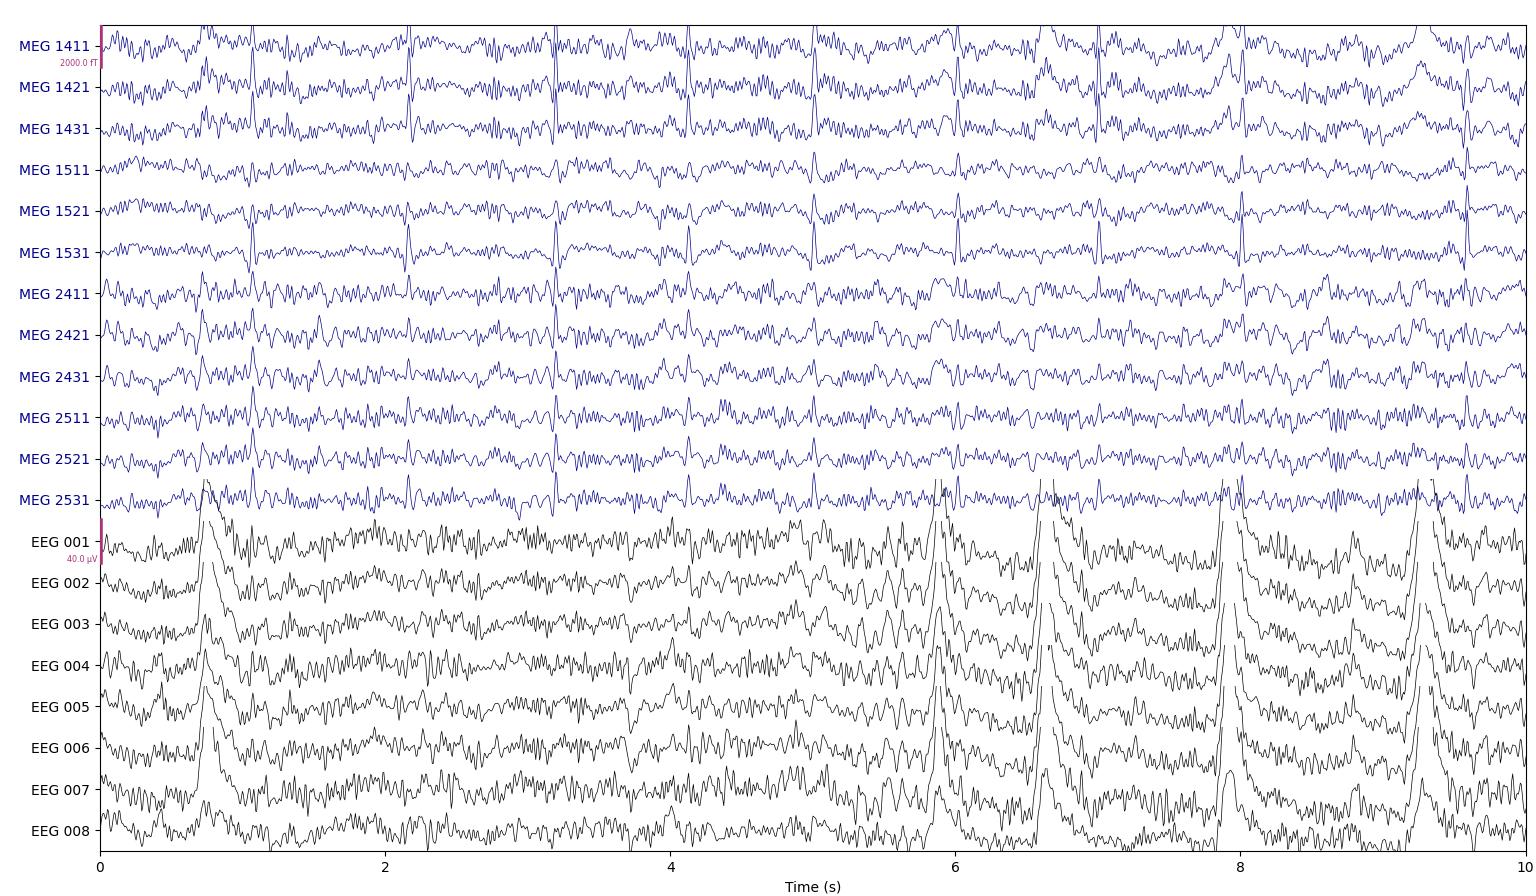 MEG 1411
2000.0 fT
MEG 1421
MEG 1431
MEG 1511
MEG 1521
MEG 1531
MEG 2411
MEG 2421
MEG 2431
MEG 2511
MEG 2521
MEG 2531
EEG 001
40.0 µV
EEG 002
EEG 003
EEG 004
EEG 005
EEG 006
EEG 007
EEG 008
0 2 4 6 8 10
Time (s)